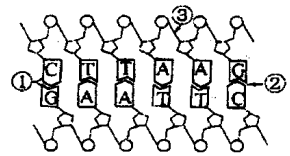 ③
C T T A A G
① ②
G A A T T C